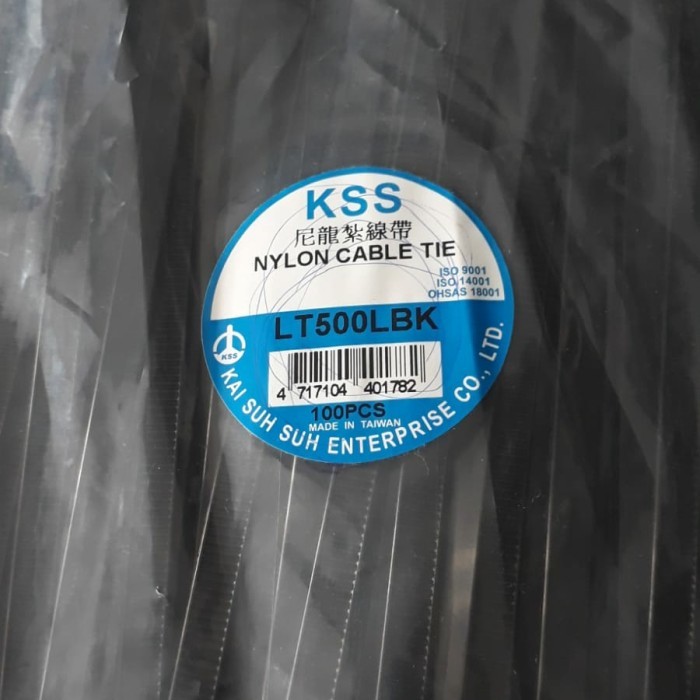 KSS
尼龍紮線帶
NYLON CABLE TIE
ISO 9001
ISO 14001
OHSAS 18001
LT500LBK
KSS
4 717104 401782
100PCS
MADE IN TAIWAN
KAI SUH SUH ENTERPRISE CO., LTD.